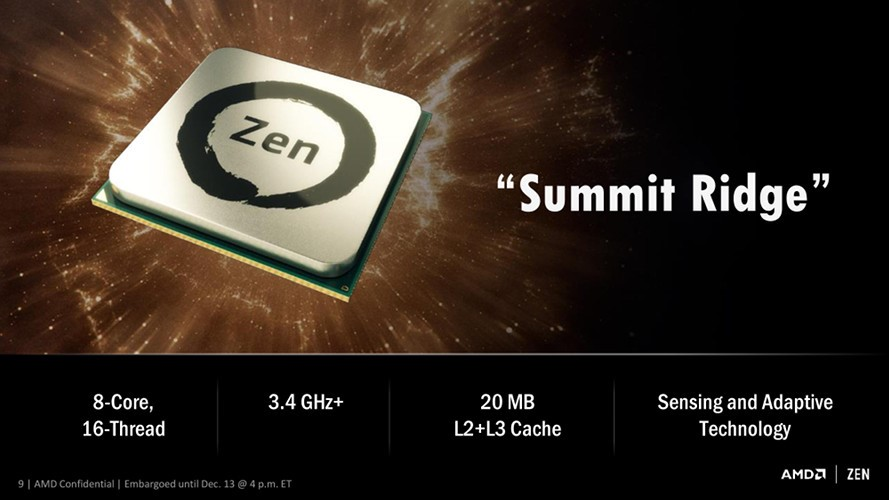 Zen
“Summit Ridge”
8-Core,
16-Thread
3.4 GHz+
20 MB
L2+L3 Cache
Sensing and Adaptive
Technology
9 | AMD Confidential | Embargoed until Dec. 13 @ 4 p.m. ET
AMD | ZEN